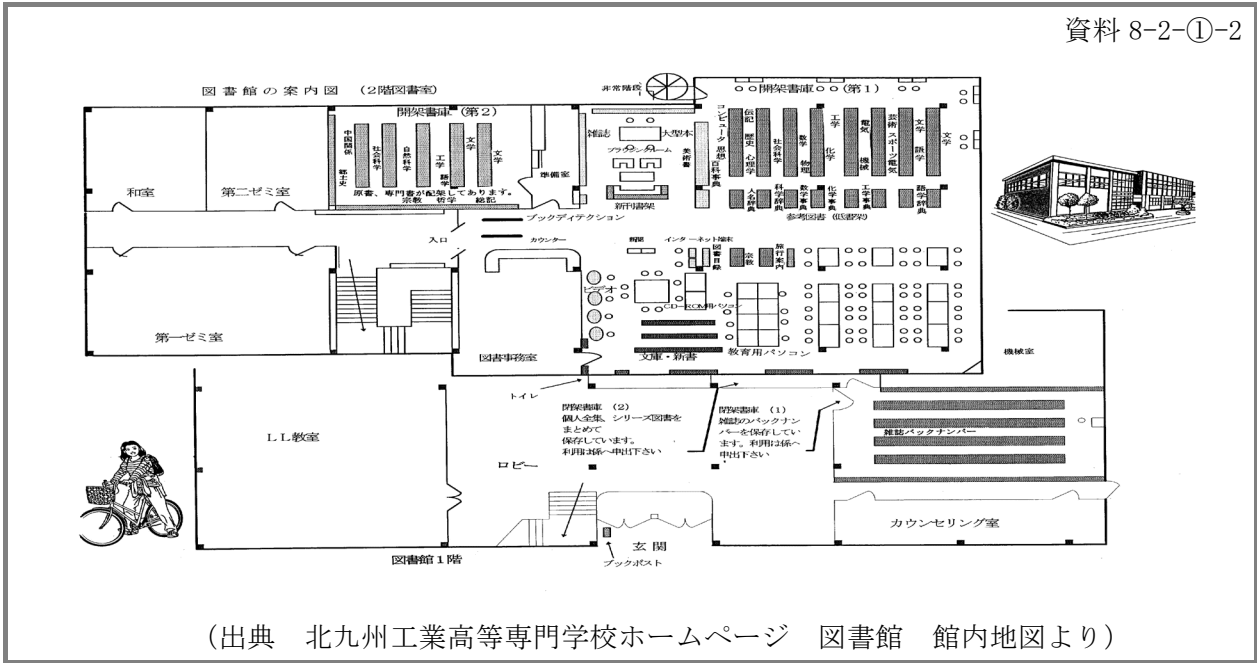 資料 8-2-①-2
図書館の案内図 (2階図書室)
非常階段
開架書庫(第1)
開架書庫(第2)
和室
第二ゼミ室
中国関係
郷土史
社会科学
自然科学
工学
語学
文学
文学
原書、専門書が配架してあります。
宗教 哲学 総記
準備室
雑誌
大型本
ブラウジングルーム
美術書
新刊書架
コンピュータ 思想 百科事典
伝記 歴史 心理学
社会科学
数学 物理
工学 化学
電気 機械
芸術 スポーツ 電気
文学 語学
文学
人名辞典
科学辞典
数学事典
化学事典
工学事典
語学辞典
参考図書(低書架)
ブックディテクション
入口
カウンター
新聞
インターネット端末
図書目録
宗教
旅行案内
ビデオ
CD-ROM用パソコン
第一ゼミ室
図書事務室
文庫・新書
教育用パソコン
機械室
トイレ
閉架書庫 (2)
個人全集、シリーズ図書を
まとめて
保存しています。
利用は係へ申出下さい
閉架書庫 (1)
雑誌のバックナン
バーを保存してい
ます。利用は係へ
申出下さい
雑誌バックナンバー
LL教室
ロビー
カウンセリング室
玄関
ブックポスト
図書館1階
(出典 北九州工業高等専門学校ホームページ 図書館 館内地図より)